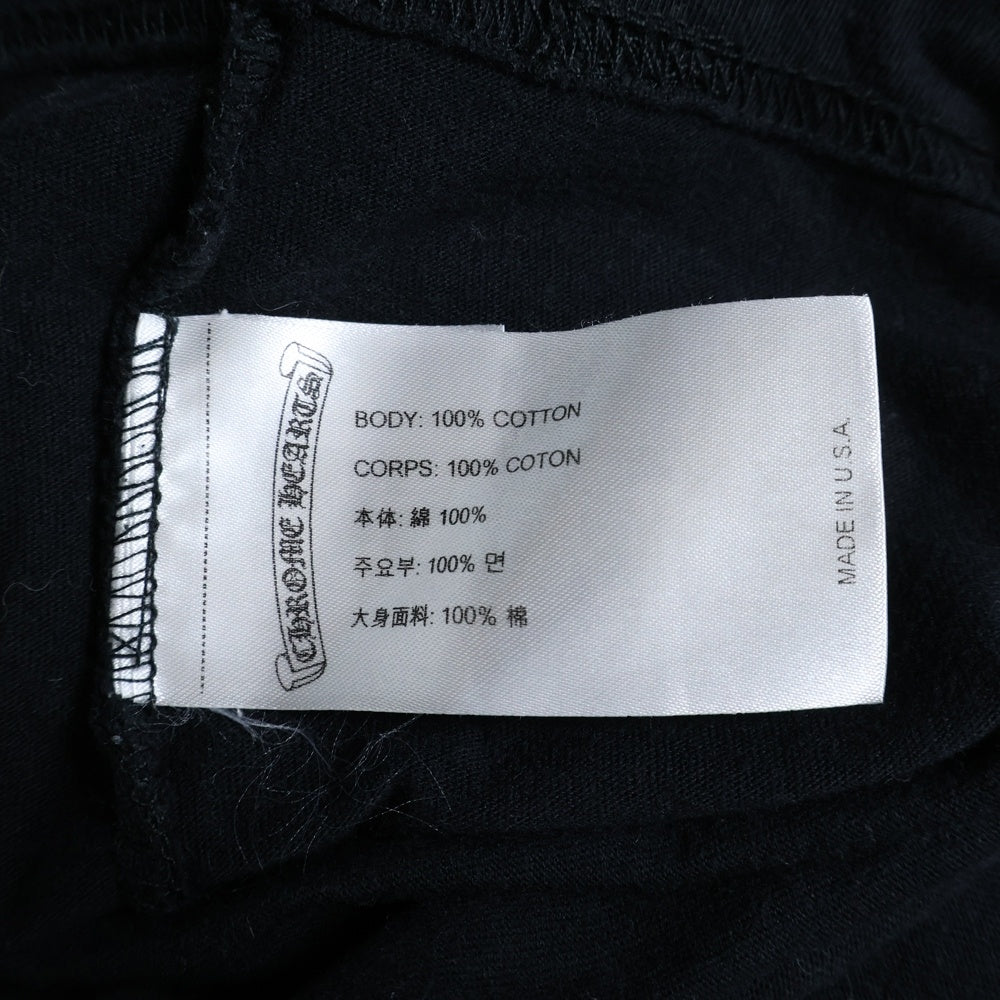 CHROME HEARTS
BODY: 100% COTTON
CORPS: 100% COTON
本体: 綿 100%
주요부: 100% 면
大身面料: 100% 棉
MADE IN U.S.A.